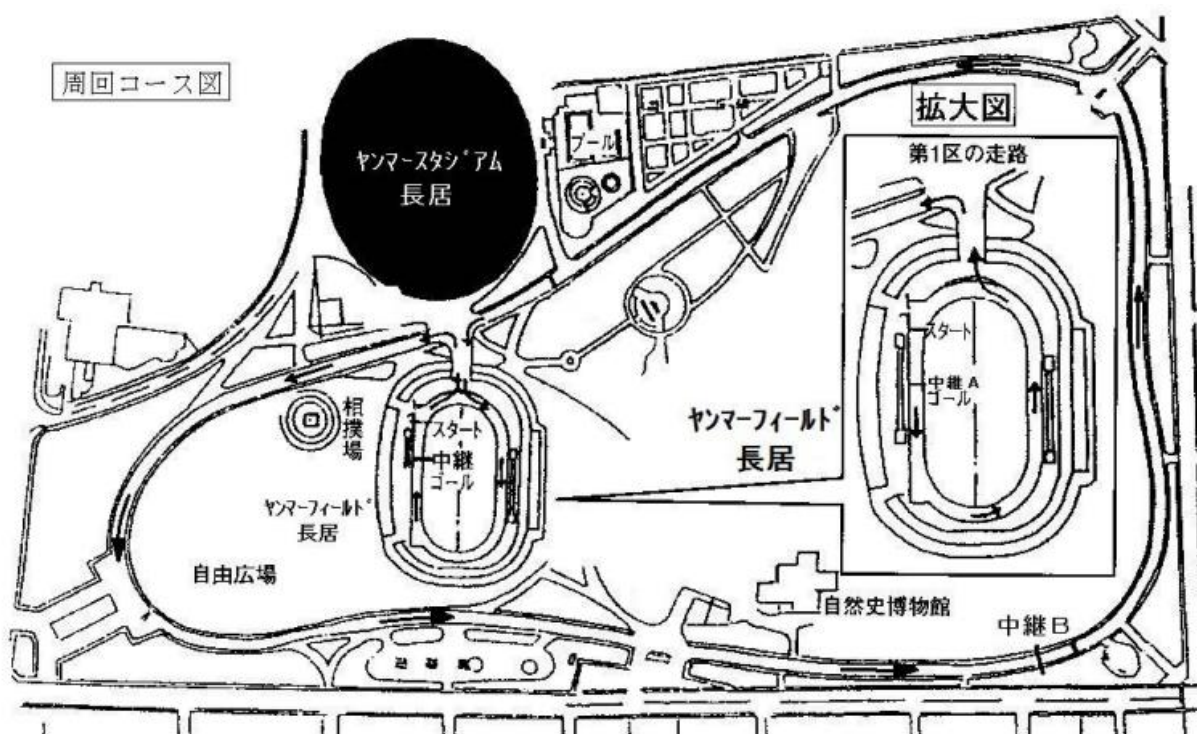 周回コース図
ヤンマースタジアム
長居
プール
拡大図
第1区の走路
スタート
中継A
ゴール
ヤンマーフィールド
長居
相撲場
スタート
中継
ゴール
ヤンマーフィールド
長居
自由広場
自然史博物館
中継B